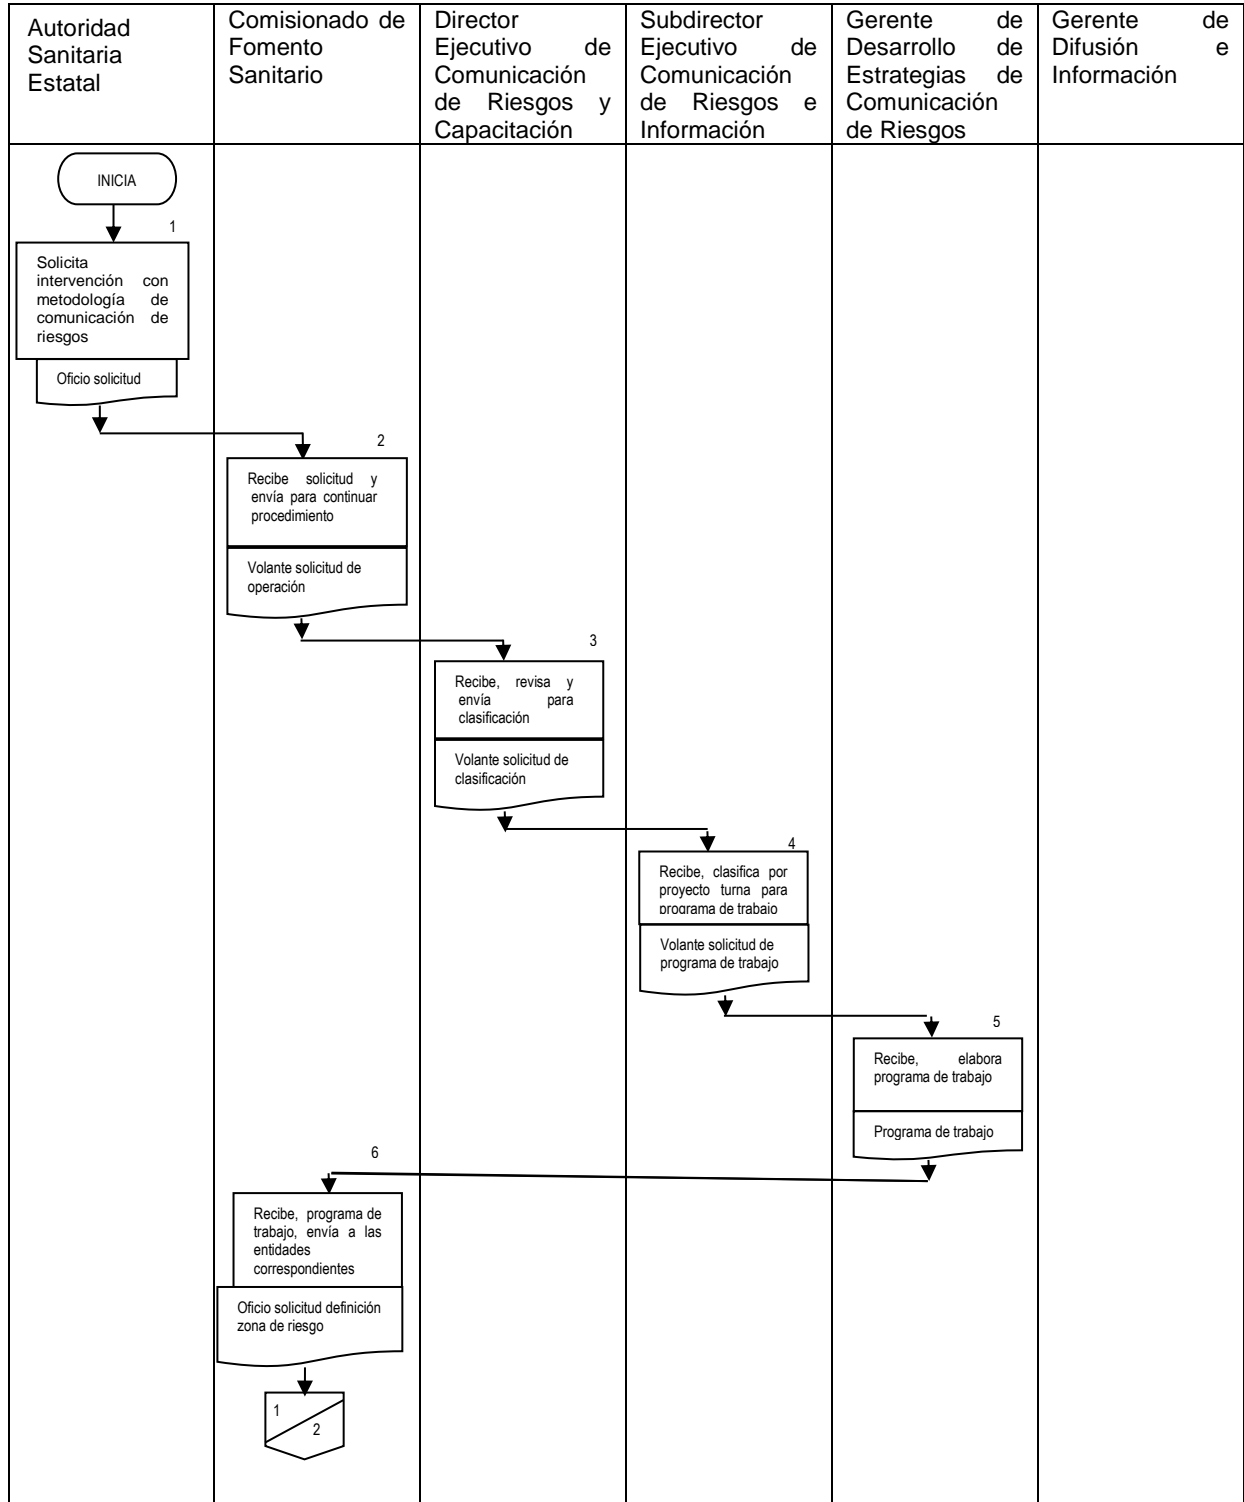 Autoridad
Sanitaria
Estatal
Comisionado de
Fomento
Sanitario
Director
Ejecutivo de
Comunicación
de Riesgos y
Capacitación
Subdirector
Ejecutivo de
Comunicación
de Riesgos e
Información
Gerente de
Desarrollo de
Estrategias de
Comunicación
de Riesgos
Gerente de
Difusión e
Información
INICIA
1
Solicita
intervención con
metodología de
comunicación de
riesgos
Oficio solicitud
2
Recibe solicitud y
envía para continuar
procedimiento
Volante solicitud de
operación
3
Recibe, revisa y
envía para
clasificación
Volante solicitud de
clasificación
4
Recibe, clasifica por
proyecto turna para
programa de trabajo
Volante solicitud de
programa de trabajo
5
Recibe, elabora
programa de trabajo
Programa de trabajo
6
Recibe, programa de
trabajo, envía a las
entidades
correspondientes
Oficio solicitud definición
zona de riesgo
1
2